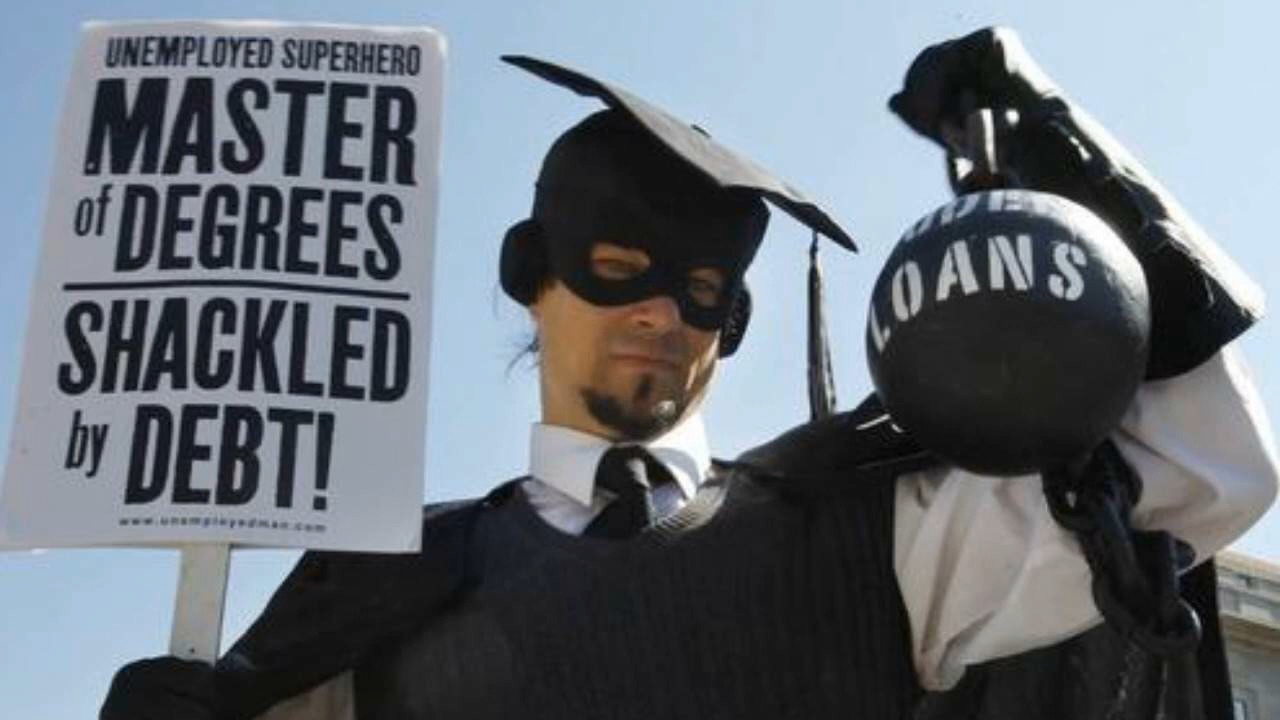 UNEMPLOYED SUPERHERO
MASTER
of DEGREES
SHACKLED
by DEBT!
www.unemployedman.com
LOANS